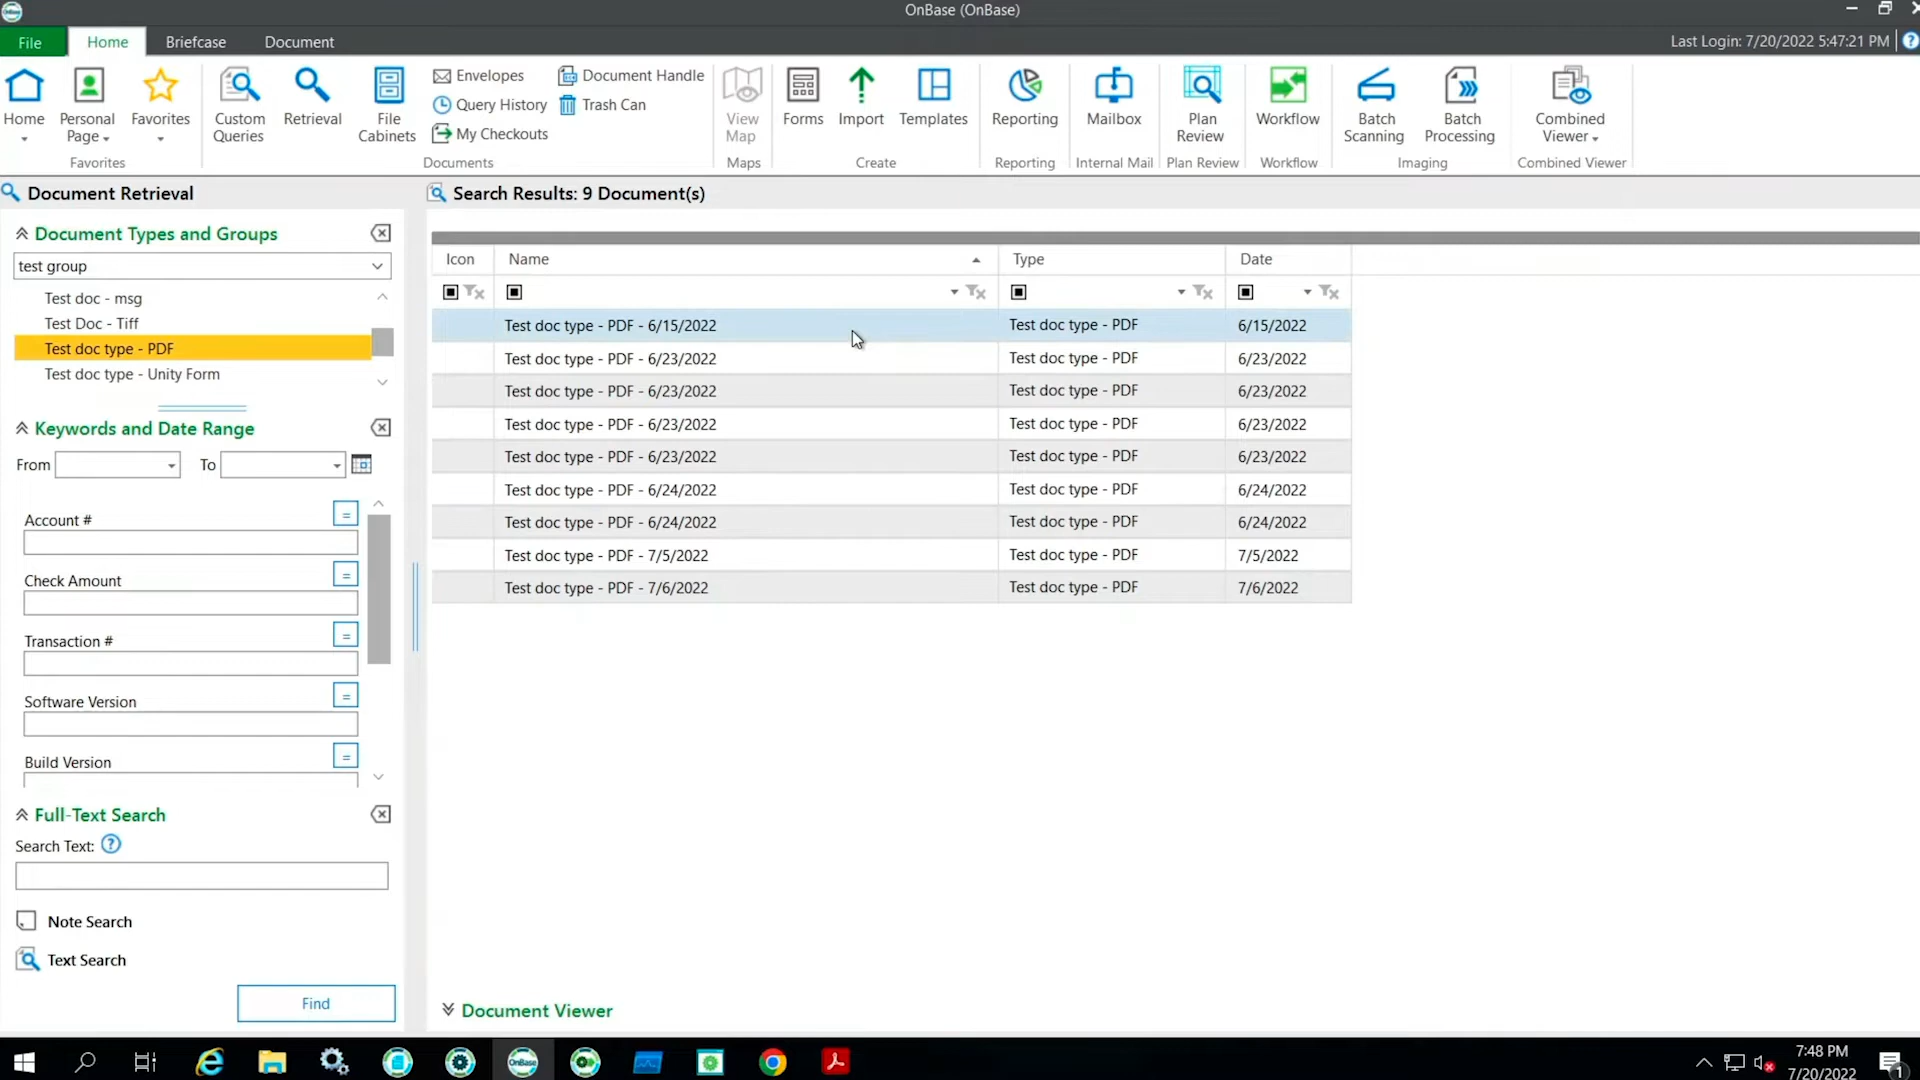 OnBase (OnBase)
File
Home
Briefcase
Document
Last Login: 7/20/2022 5:47:21 PM
Home
Personal Page
Favorites
Favorites
Custom Queries
Retrieval
File Cabinets
Envelopes
Query History
My Checkouts
Document Handle
Trash Can
Documents
View Map
Maps
Forms
Import
Templates
Create
Reporting
Reporting
Mailbox
Internal Mail
Plan Review
Plan Review
Workflow
Workflow
Batch Scanning
Batch Processing
Imaging
Combined Viewer
Combined Viewer
Document Retrieval
Document Types and Groups
test group
Test doc - msg
Test Doc - Tiff
Test doc type - PDF
Test doc type - Unity Form
Keywords and Date Range
From
To
Account #
=
Check Amount
=
Transaction #
=
Software Version
=
Build Version
=
Full-Text Search
Search Text: ?
Note Search
Text Search
Find
Search Results: 9 Document(s)
Icon Name Type Date
Test doc type - PDF - 6/15/2022 Test doc type - PDF 6/15/2022
Test doc type - PDF - 6/23/2022 Test doc type - PDF 6/23/2022
Test doc type - PDF - 6/23/2022 Test doc type - PDF 6/23/2022
Test doc type - PDF - 6/23/2022 Test doc type - PDF 6/23/2022
Test doc type - PDF - 6/23/2022 Test doc type - PDF 6/23/2022
Test doc type - PDF - 6/24/2022 Test doc type - PDF 6/24/2022
Test doc type - PDF - 6/24/2022 Test doc type - PDF 6/24/2022
Test doc type - PDF - 7/5/2022 Test doc type - PDF 7/5/2022
Test doc type - PDF - 7/6/2022 Test doc type - PDF 7/6/2022
Document Viewer
OnBase
7:48 PM
7/20/2022
1